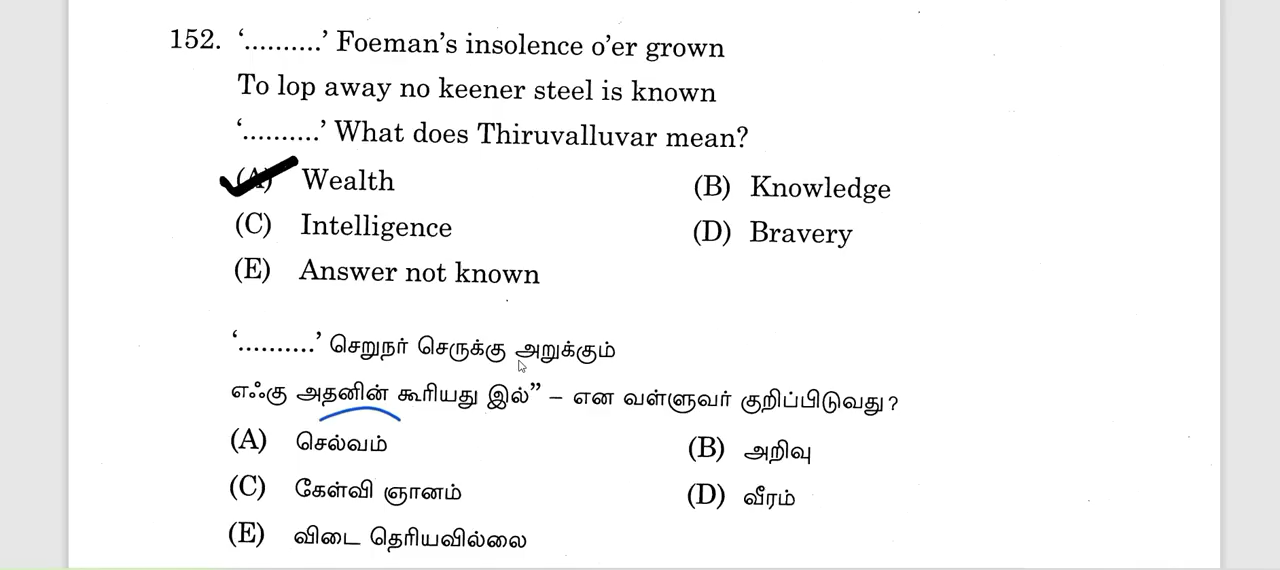 152. ‘..........’ Foeman’s insolence o’er grown
To lop away no keener steel is known
‘..........’ What does Thiruvalluvar mean?
(A) Wealth
(B) Knowledge
(C) Intelligence
(D) Bravery
(E) Answer not known
‘..........’ செறுநர் செருக்கு அறுக்கும்
எஃகு அதனின் கூரியது இல்” – என வள்ளுவர் குறிப்பிடுவது?
(A) செல்வம்
(B) அறிவு
(C) கேள்வி ஞானம்
(D) வீரம்
(E) விடை தெரியவில்லை